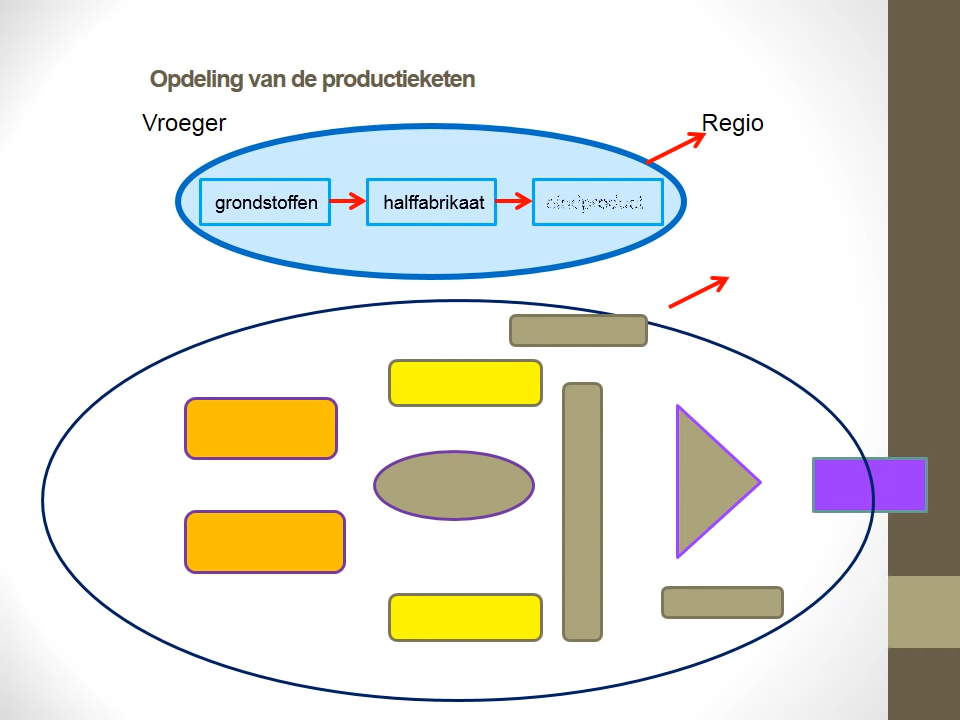 Opdeling van de productieketen
Vroeger
Regio
grondstoffen
halffabrikaat
eindproduct